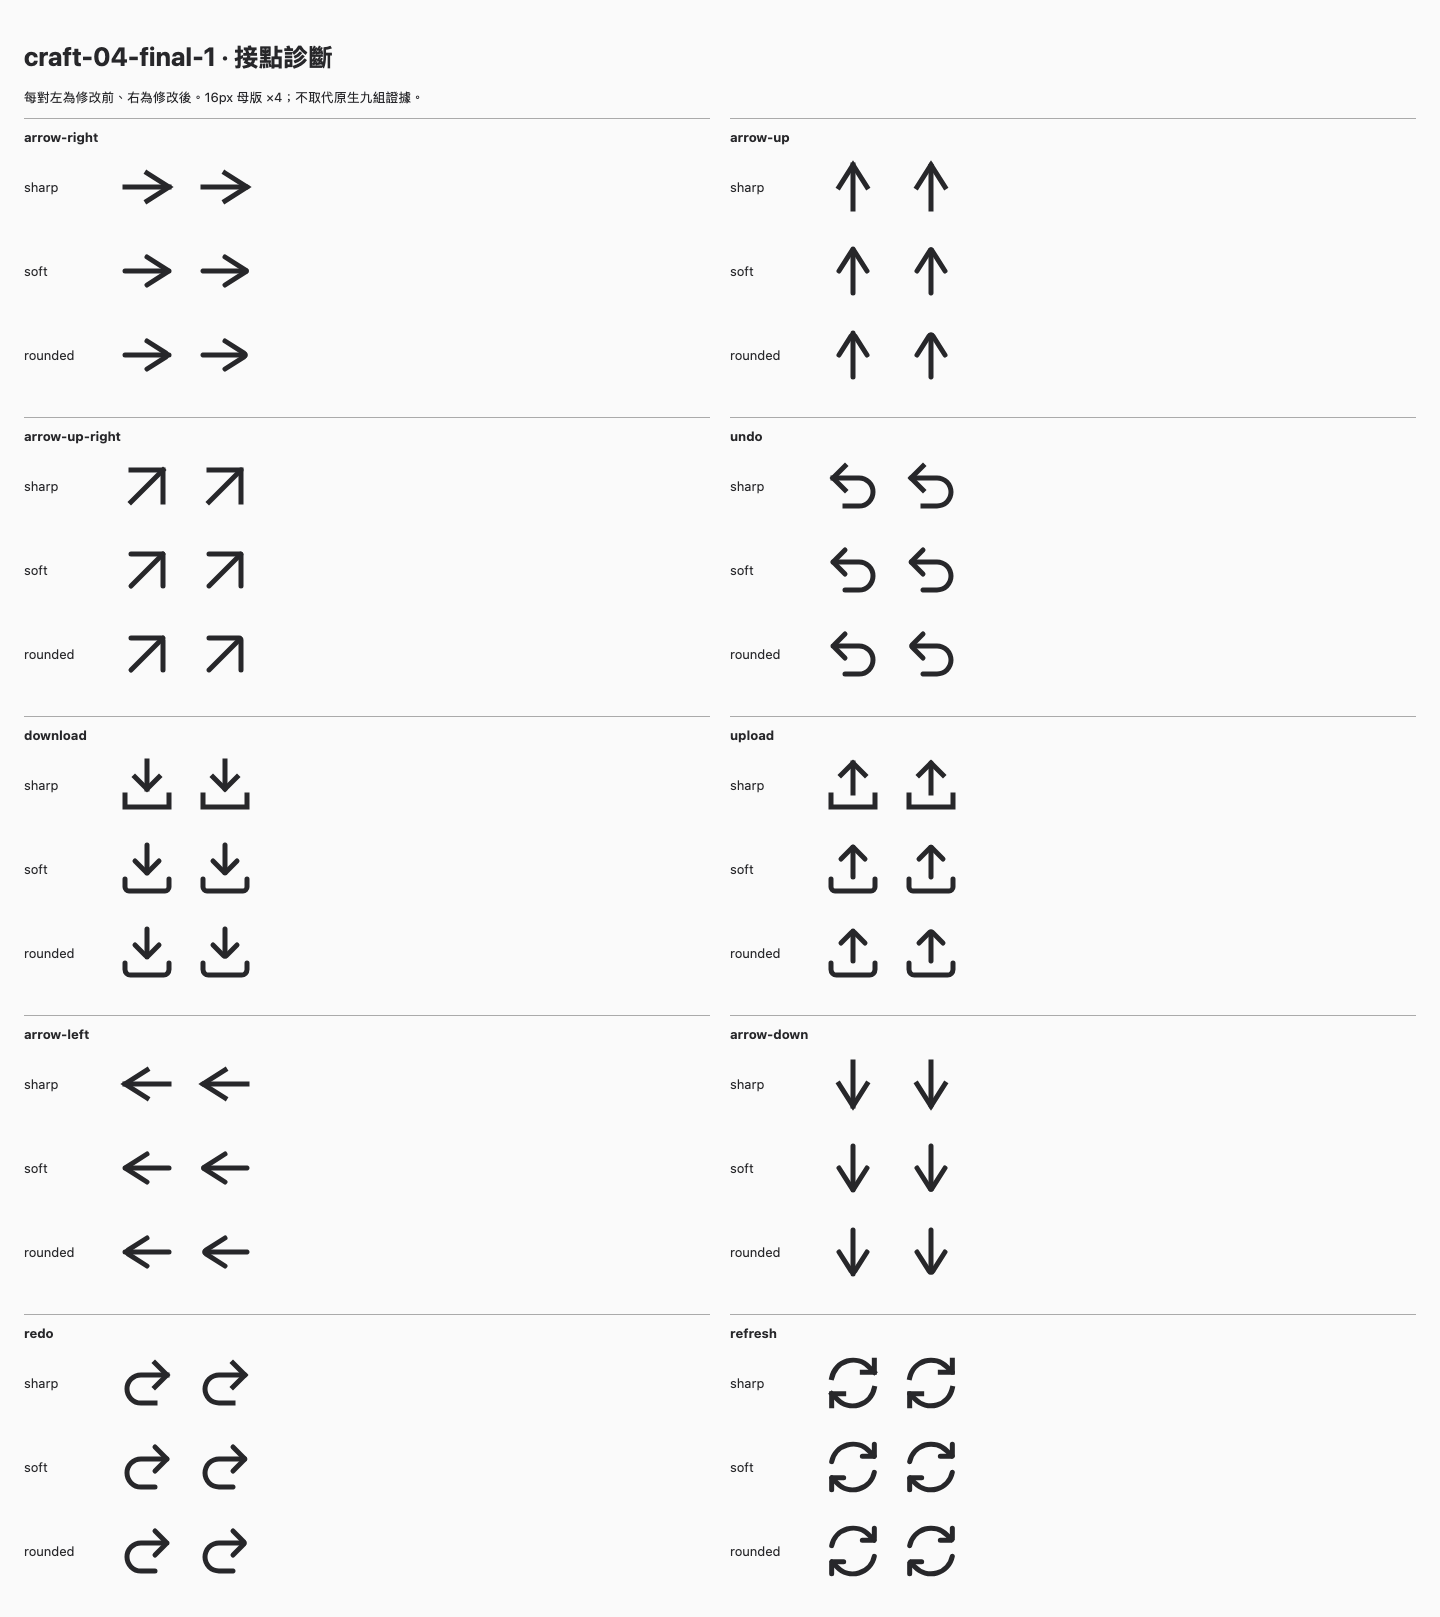 craft-04-final-1 · 接點診斷
每對左為修改前、右為修改後。16px 母版 ×4；不取代原生九組證據。
arrow-right
sharp
soft
rounded
arrow-up
sharp
soft
rounded
arrow-up-right
sharp
soft
rounded
undo
sharp
soft
rounded
download
sharp
soft
rounded
upload
sharp
soft
rounded
arrow-left
sharp
soft
rounded
arrow-down
sharp
soft
rounded
redo
sharp
soft
rounded
refresh
sharp
soft
rounded